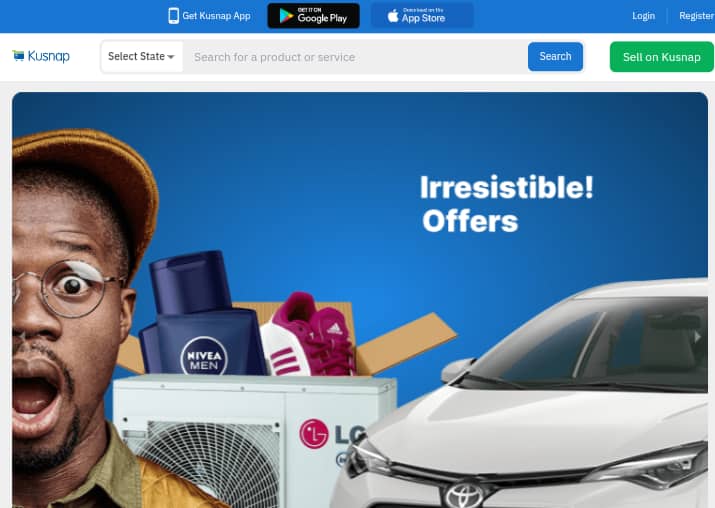 Get Kusnap App
GET IT ON
Google Play
Download on the
App Store
Login
Register
Kusnap
Select State
Search for a product or service
Search
Sell on Kusnap
Irresistible!
Offers
NIVEA
MEN
adidas
LG